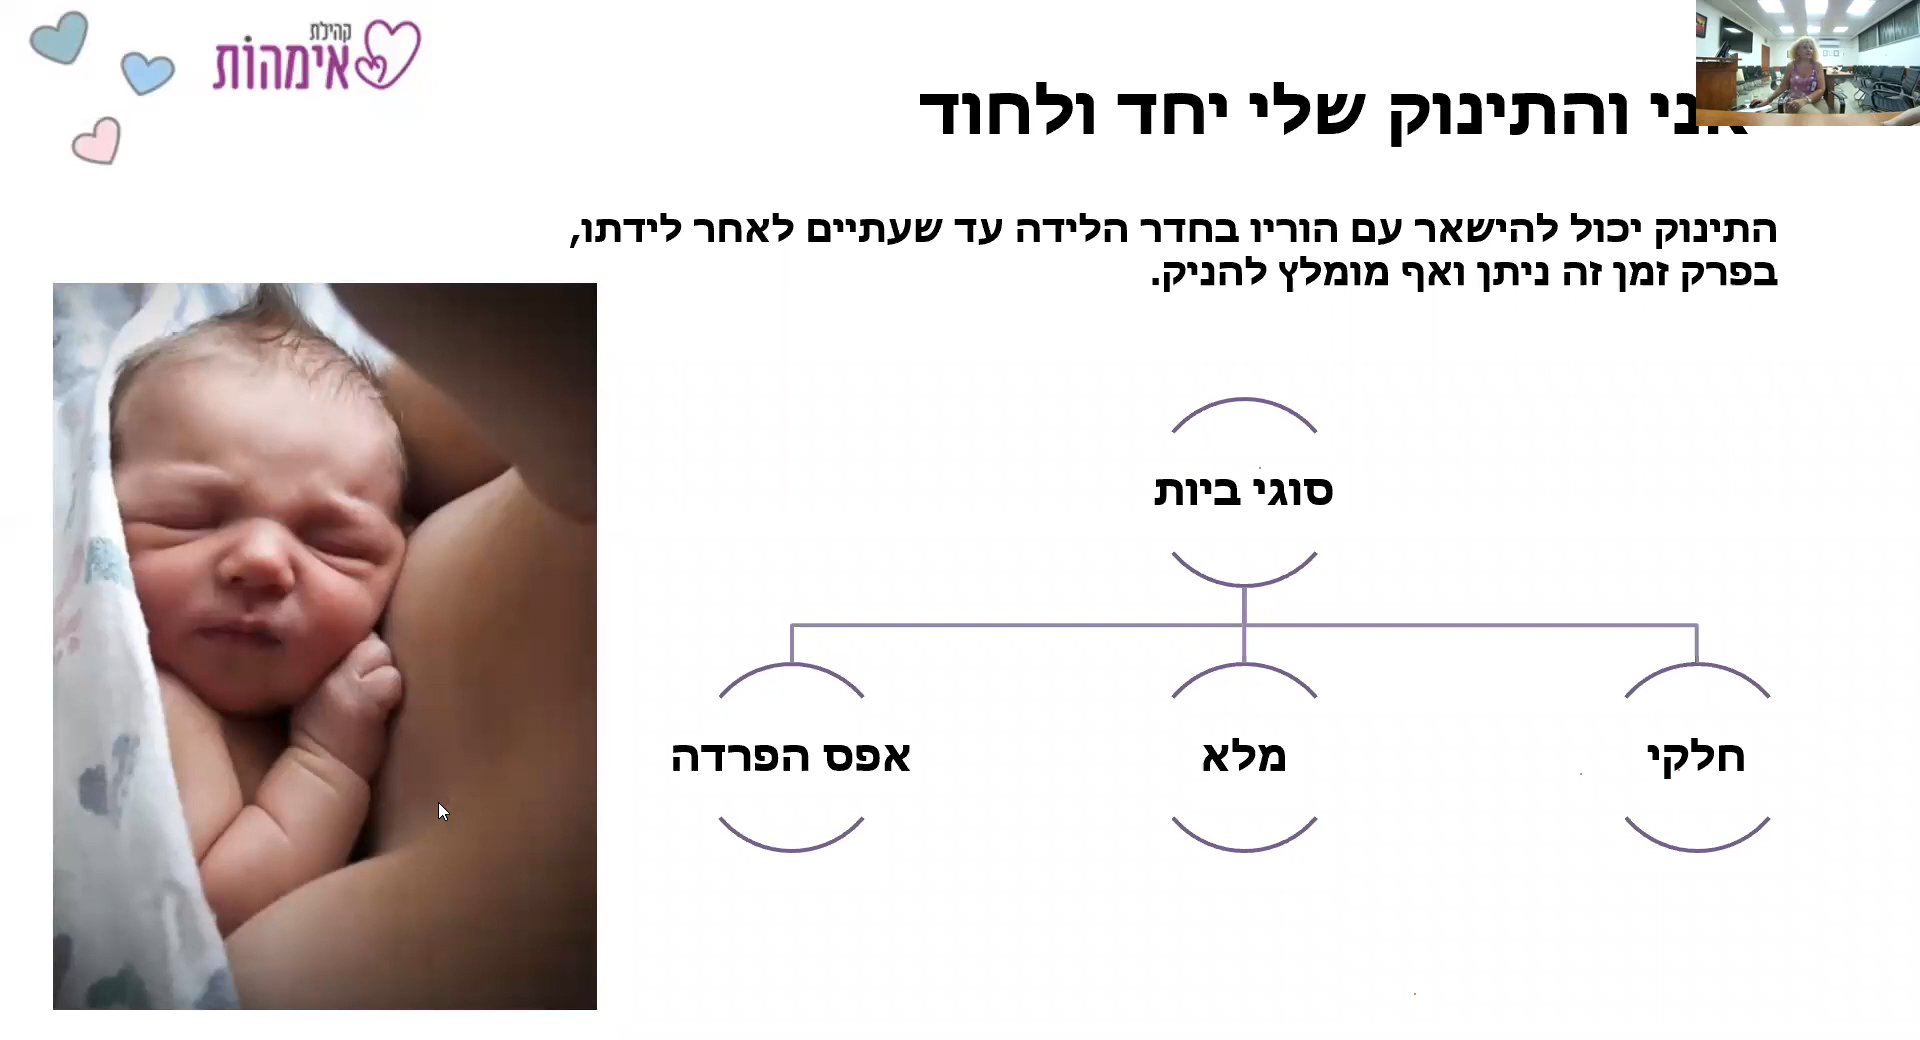 קהילת
אימהות
אני והתינוק שלי יחד ולחוד
התינוק יכול להישאר עם הוריו בחדר הלידה עד שעתיים לאחר לידתו,
בפרק זמן זה ניתן ואף מומלץ להניק.
סוגי ביות
חלקי
מלא
אפס הפרדה